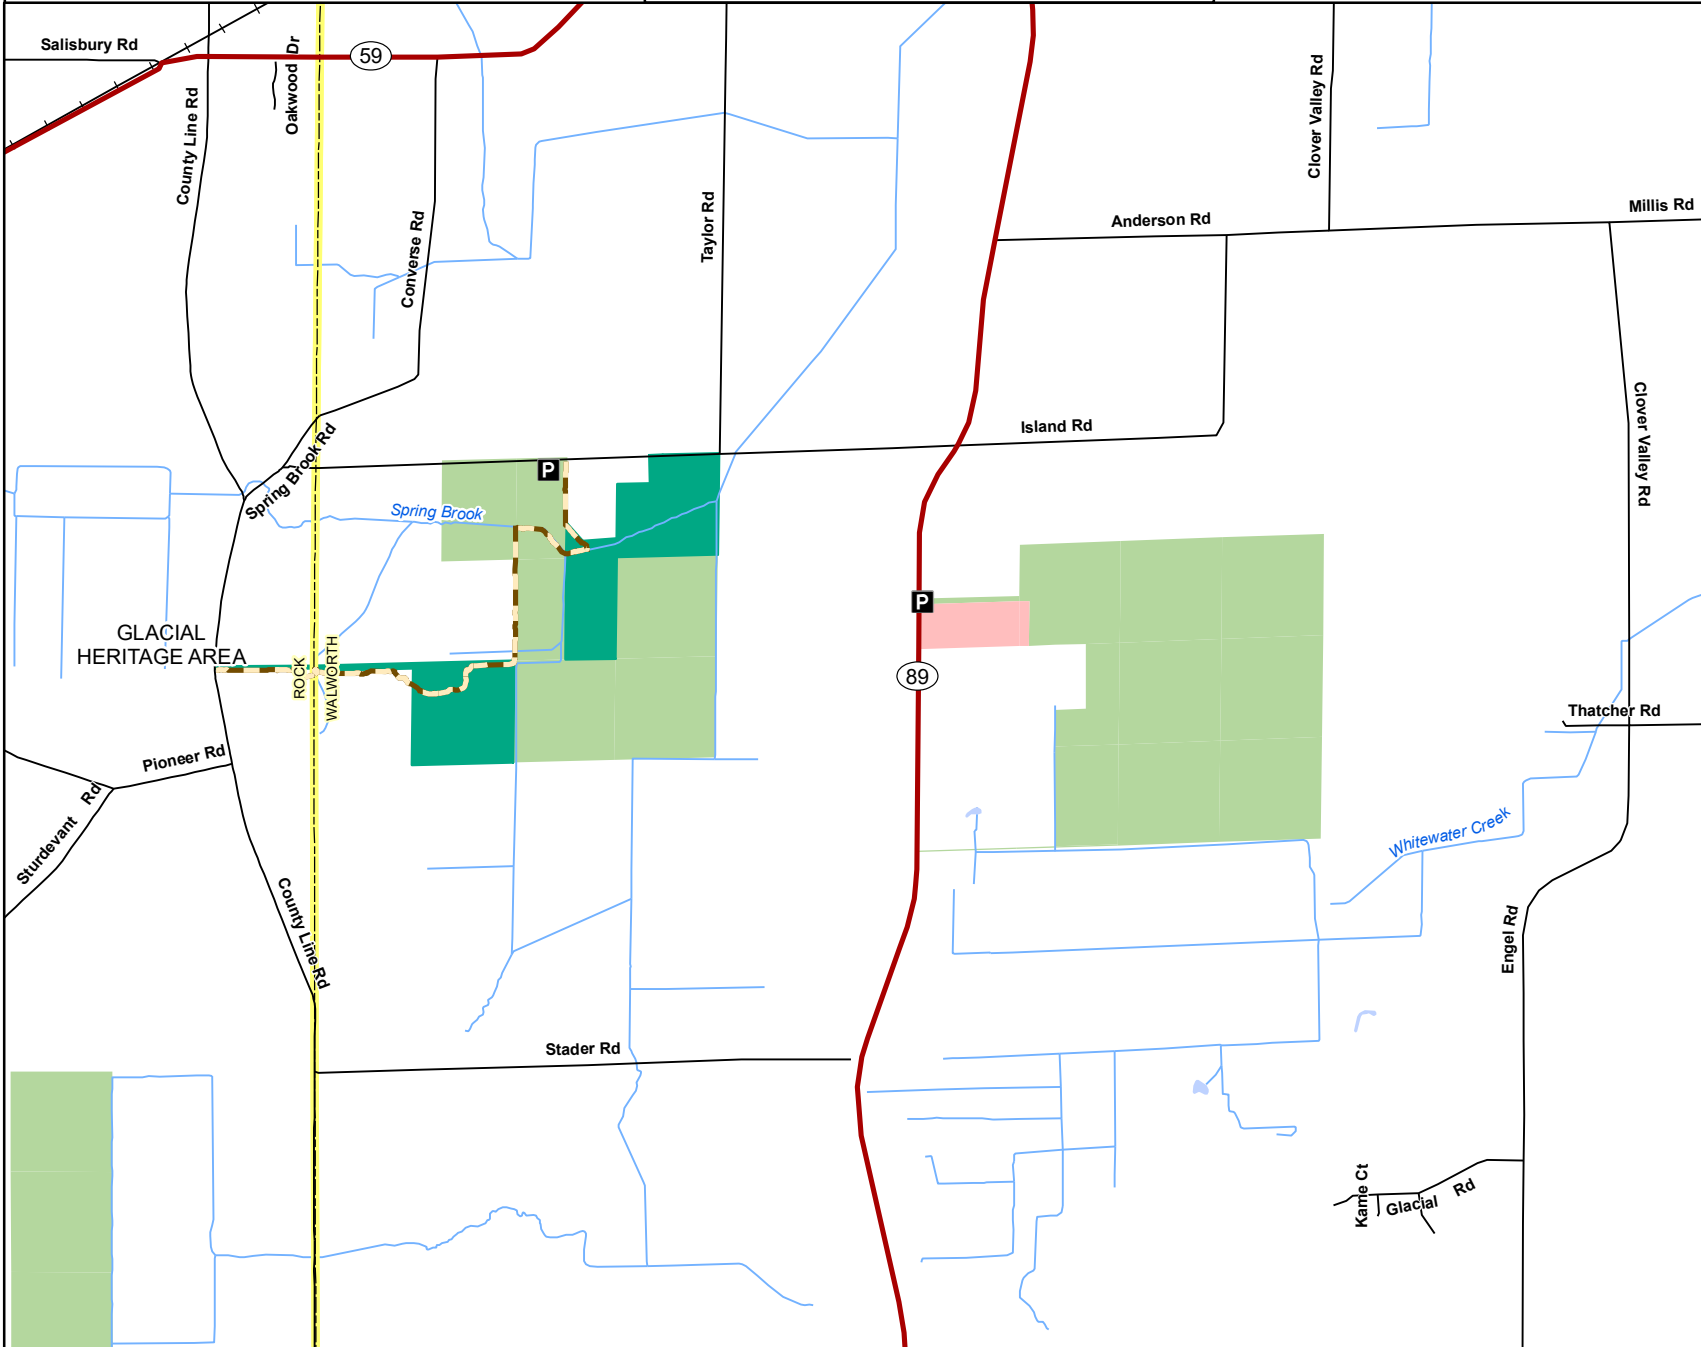 Salisbury Rd
59
Oakwood Dr
County Line Rd
Converse Rd
Taylor Rd
Clover Valley Rd
Anderson Rd
Millis Rd
Clover Valley Rd
Island Rd
Spring Brook Rd
P
Spring Brook
P
GLACIAL
HERITAGE AREA
ROCK
WALWORTH
89
Thatcher Rd
Pioneer Rd
Sturdevant Rd
Whitewater Creek
County Line Rd
Engel Rd
Stader Rd
Kame Ct
Glacial Rd